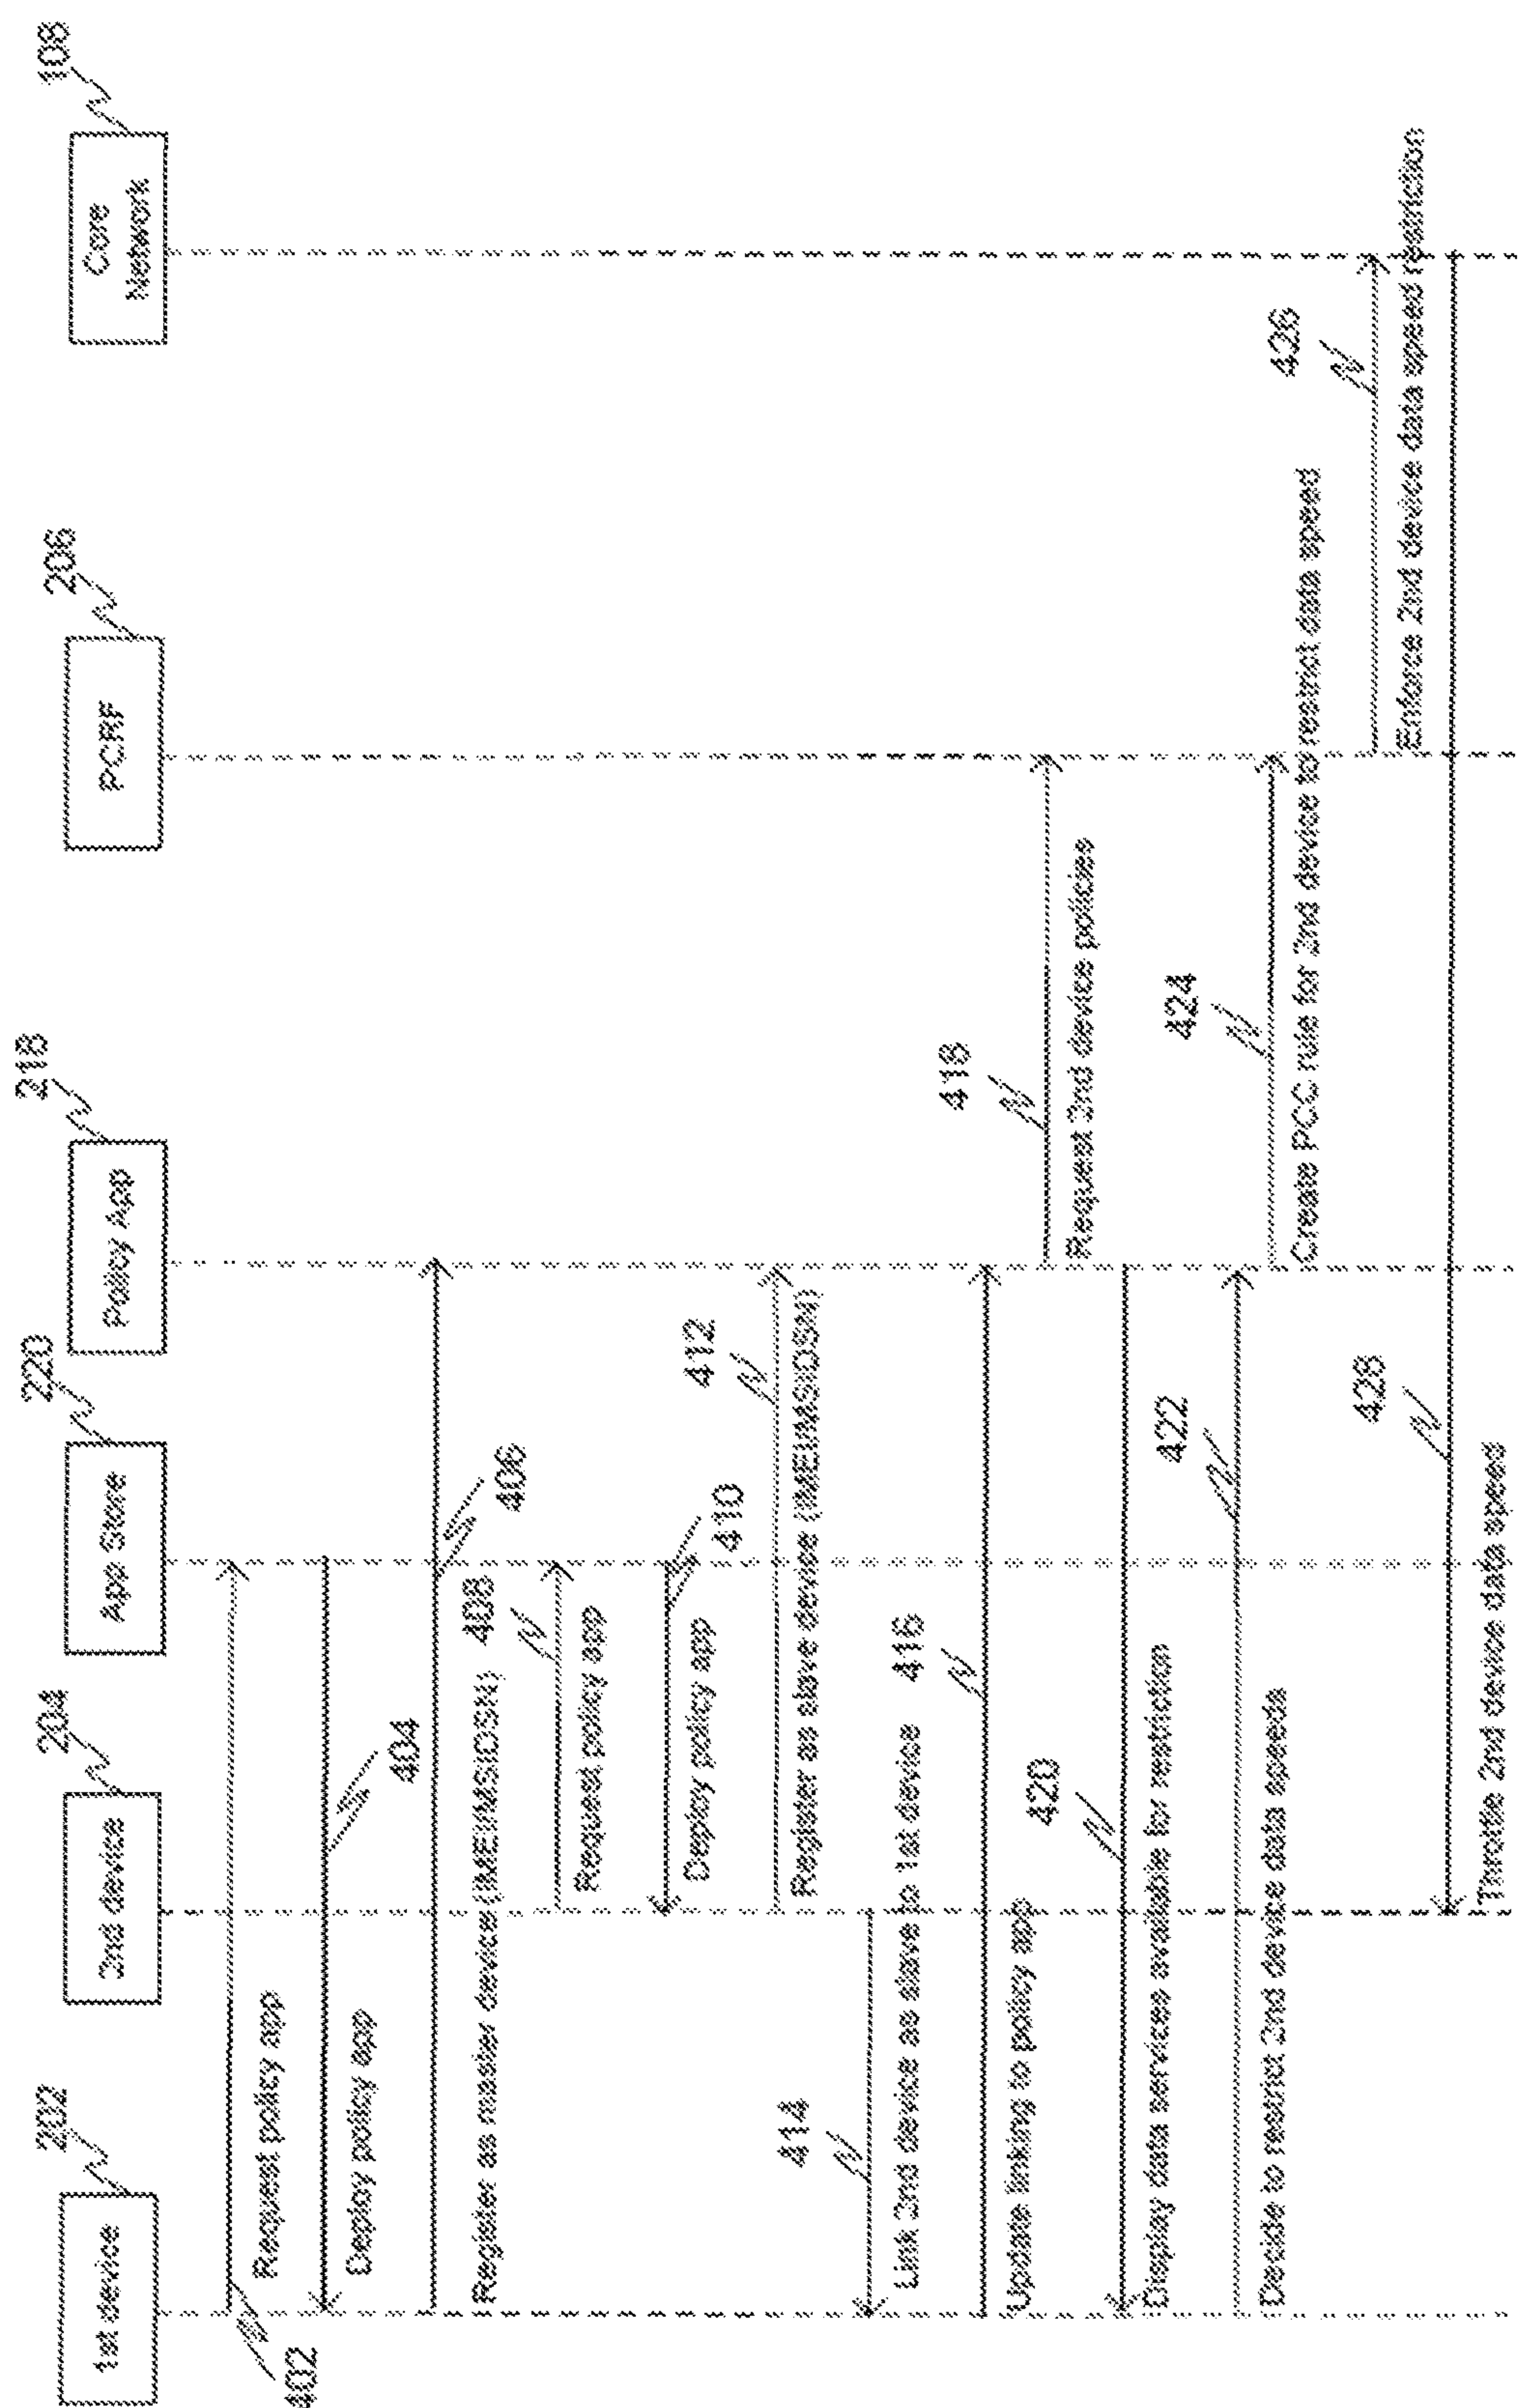 202
1st device
204
2nd device
220
App Store
218
Policy App
206
PCRF
108
Core
Network
402
Request policy app
404
Deploy policy app
406
Register as master device (IMEI/MSIDSN)
408
Request policy app
410
Deploy policy app
412
Register as slave device (IMEI/MSIDSN)
414
Link 2nd device as slave to 1st device
416
Update linking to policy app
418
Request 2nd device policies
420
Display data services available for restriction
422
Decide to restrict 2nd device data speeds
424
Create PCC rule for 2nd device to restrict data speed
426
Enforce 2nd device data speed restriction
428
Throttle 2nd device data speed